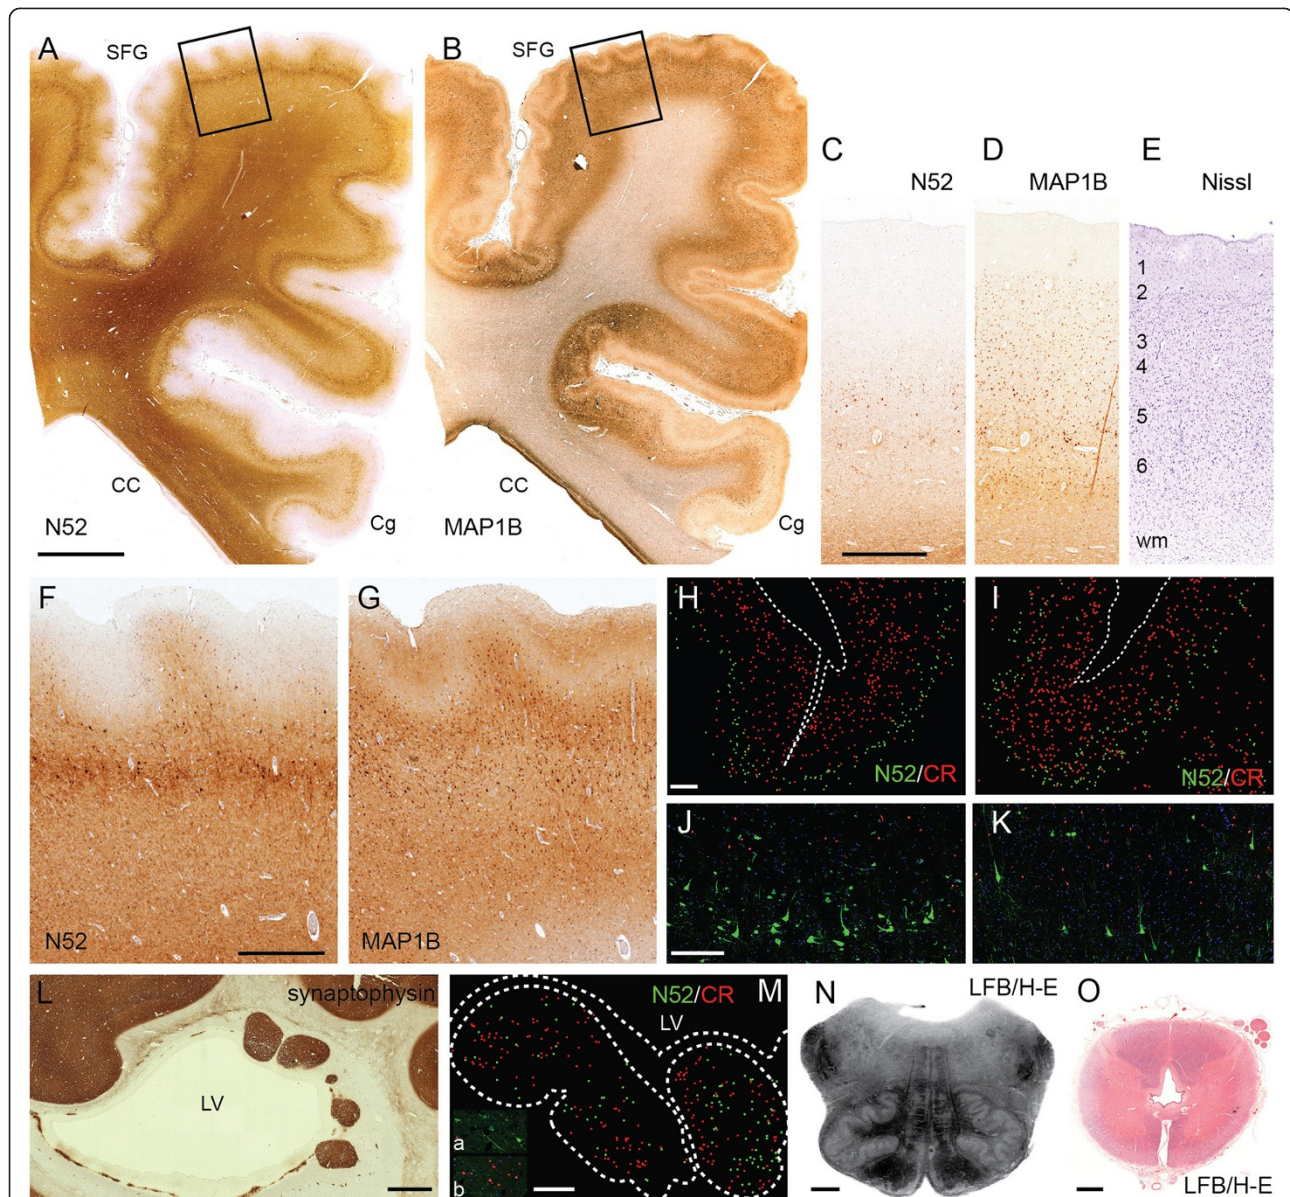 A
SFG
B
SFG
C
N52
D
MAP1B
E
Nissl
1
2
3
4
5
6
wm
CC
N52
Cg
CC
MAP1B
Cg
F
N52
G
MAP1B
H
N52/CR
I
N52/CR
J
K
L
synaptophysin
LV
N52/CR
M
LV
a
b
N
LFB/H-E
O
LFB/H-E